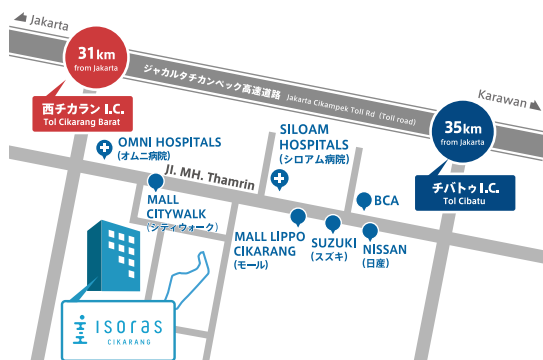 Jakarta
31km
from Jakarta
西チカラン I.C.
Tol Cikarang Barat
ジャカルタチカンペック高速道路 Jakarta Cikampek Toll Rd (Toll road)
Karawan
35km
from Jakarta
チバトゥ I.C.
Tol Cibatu
OMNI HOSPITALS
(オムニ病院)
SILOAM
HOSPITALS
(シロアム病院)
Jl. MH. Thamrin
MALL
CITYWALK
(シティウォーク)
BCA
MALL LIPPO
CIKARANG
(モール)
SUZUKI
(スズキ)
NISSAN
(日産)
isoras
CIKARANG